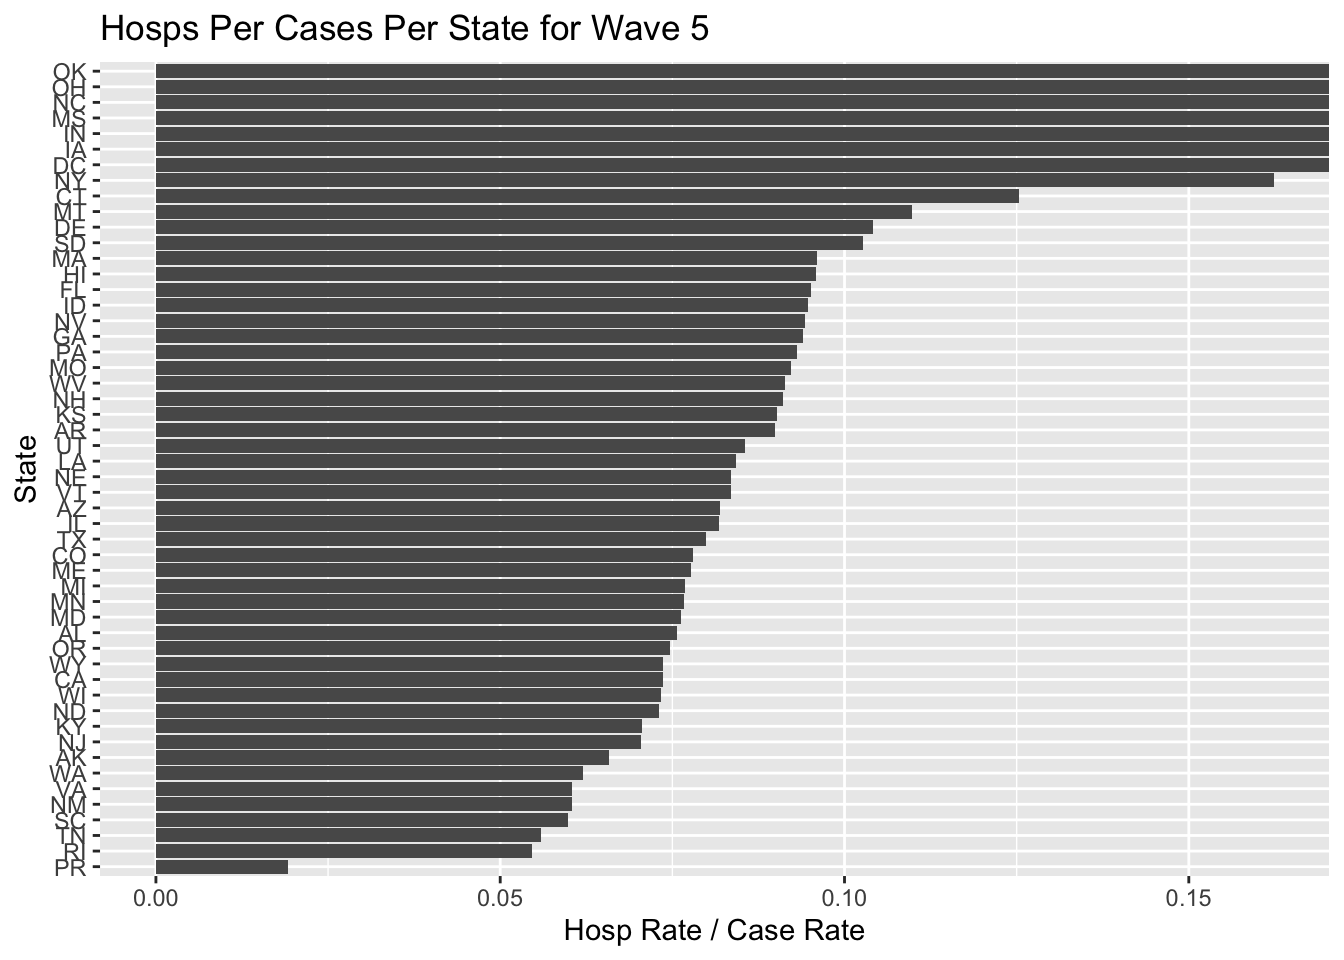 Hosps Per Cases Per State for Wave 5
OK
OH
NC
MS
IN
IA
DC
NY
CT
MT
DE
SD
MA
HI
FL
ID
NV
GA
PA
MO
WV
NH
KS
AR
UT
LA
NE
VT
AZ
IL
TX
CO
ME
MI
MN
MD
AL
OR
WY
CA
WI
ND
KY
NJ
AK
WA
VA
NM
SC
TN
RI
PR
State
0.00 0.05 0.10 0.15
Hosp Rate / Case Rate